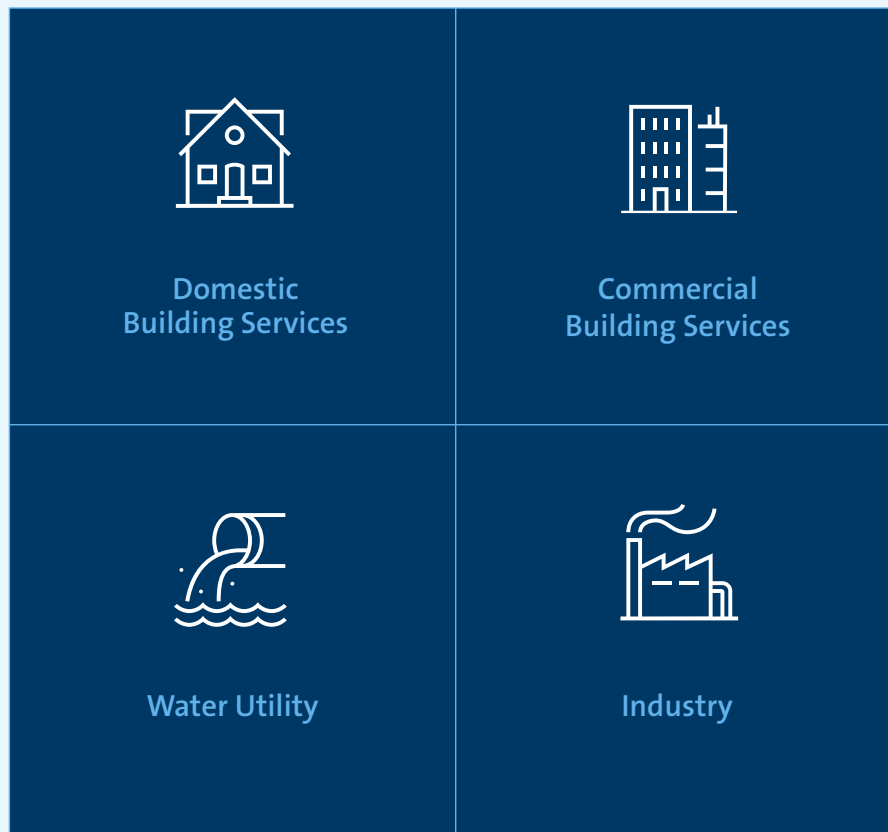 Domestic
Building Services
Commercial
Building Services
Water Utility
Industry